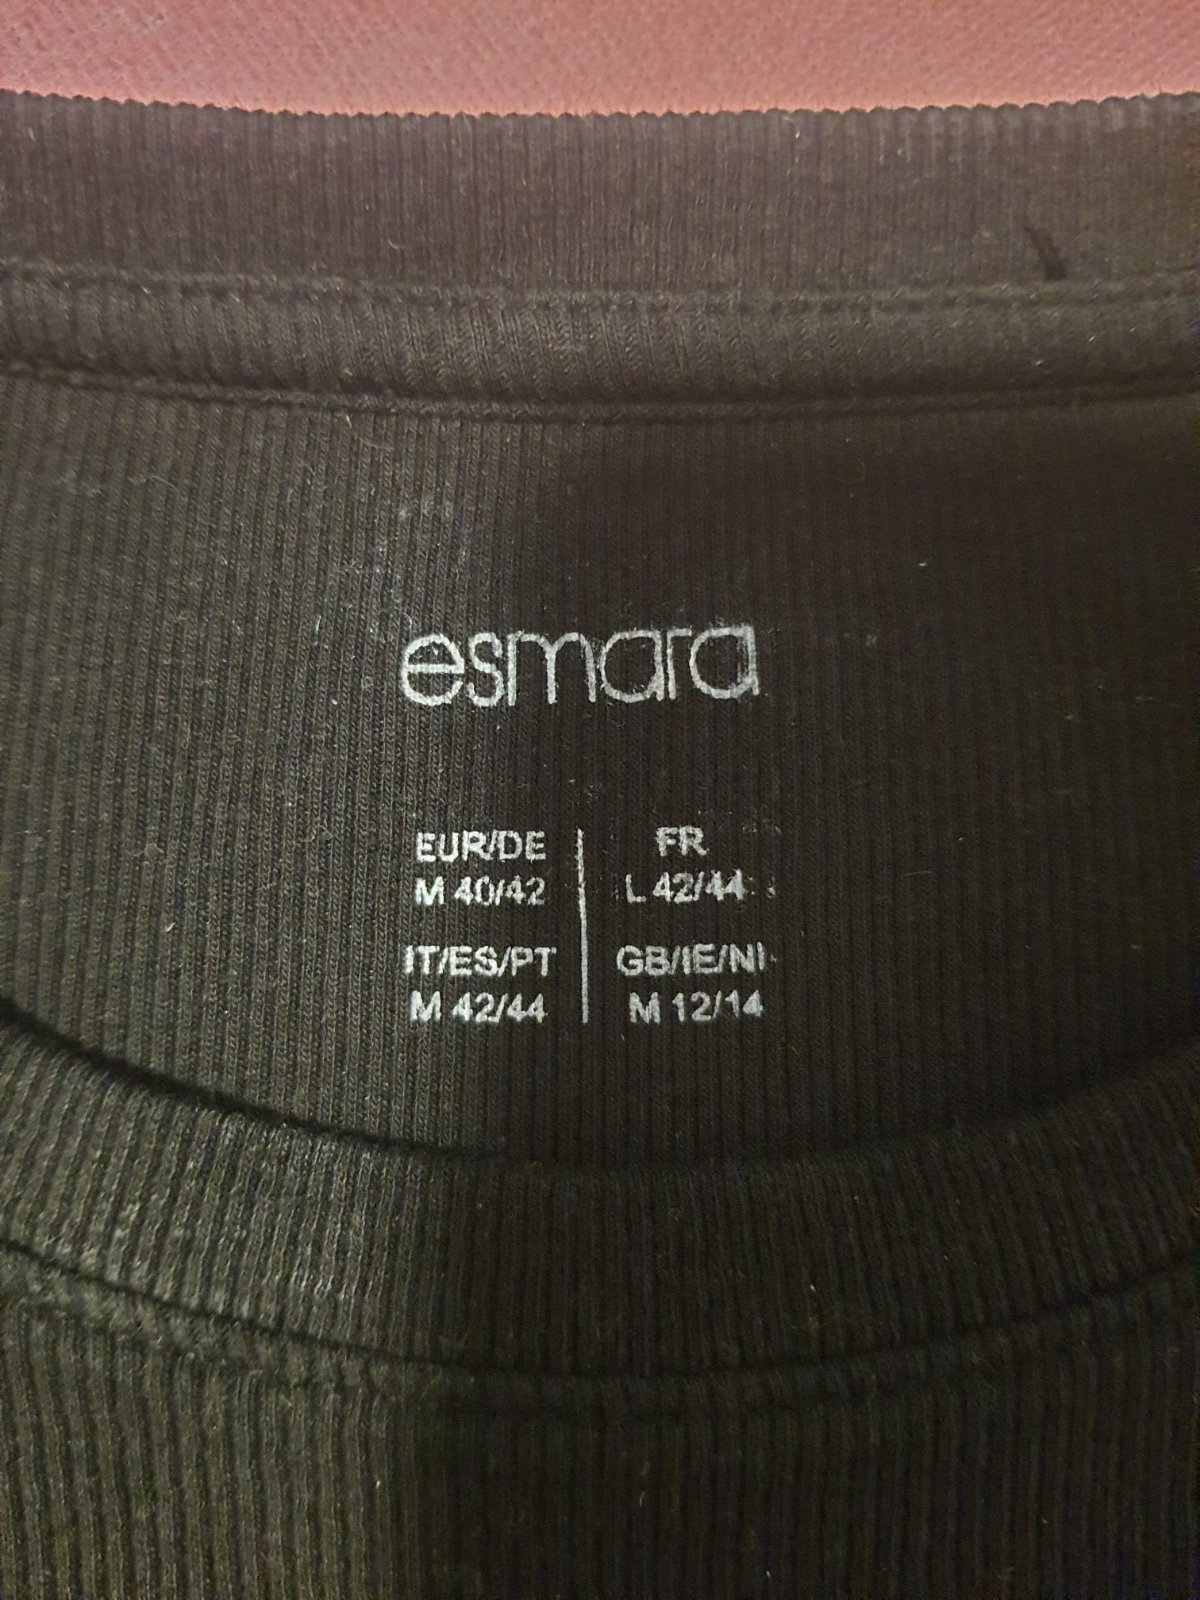 esmara
EUR/DE
M 40/42
FR
L 42/44
IT/ES/PT
M 42/44
GB/IE/NI
M 12/14